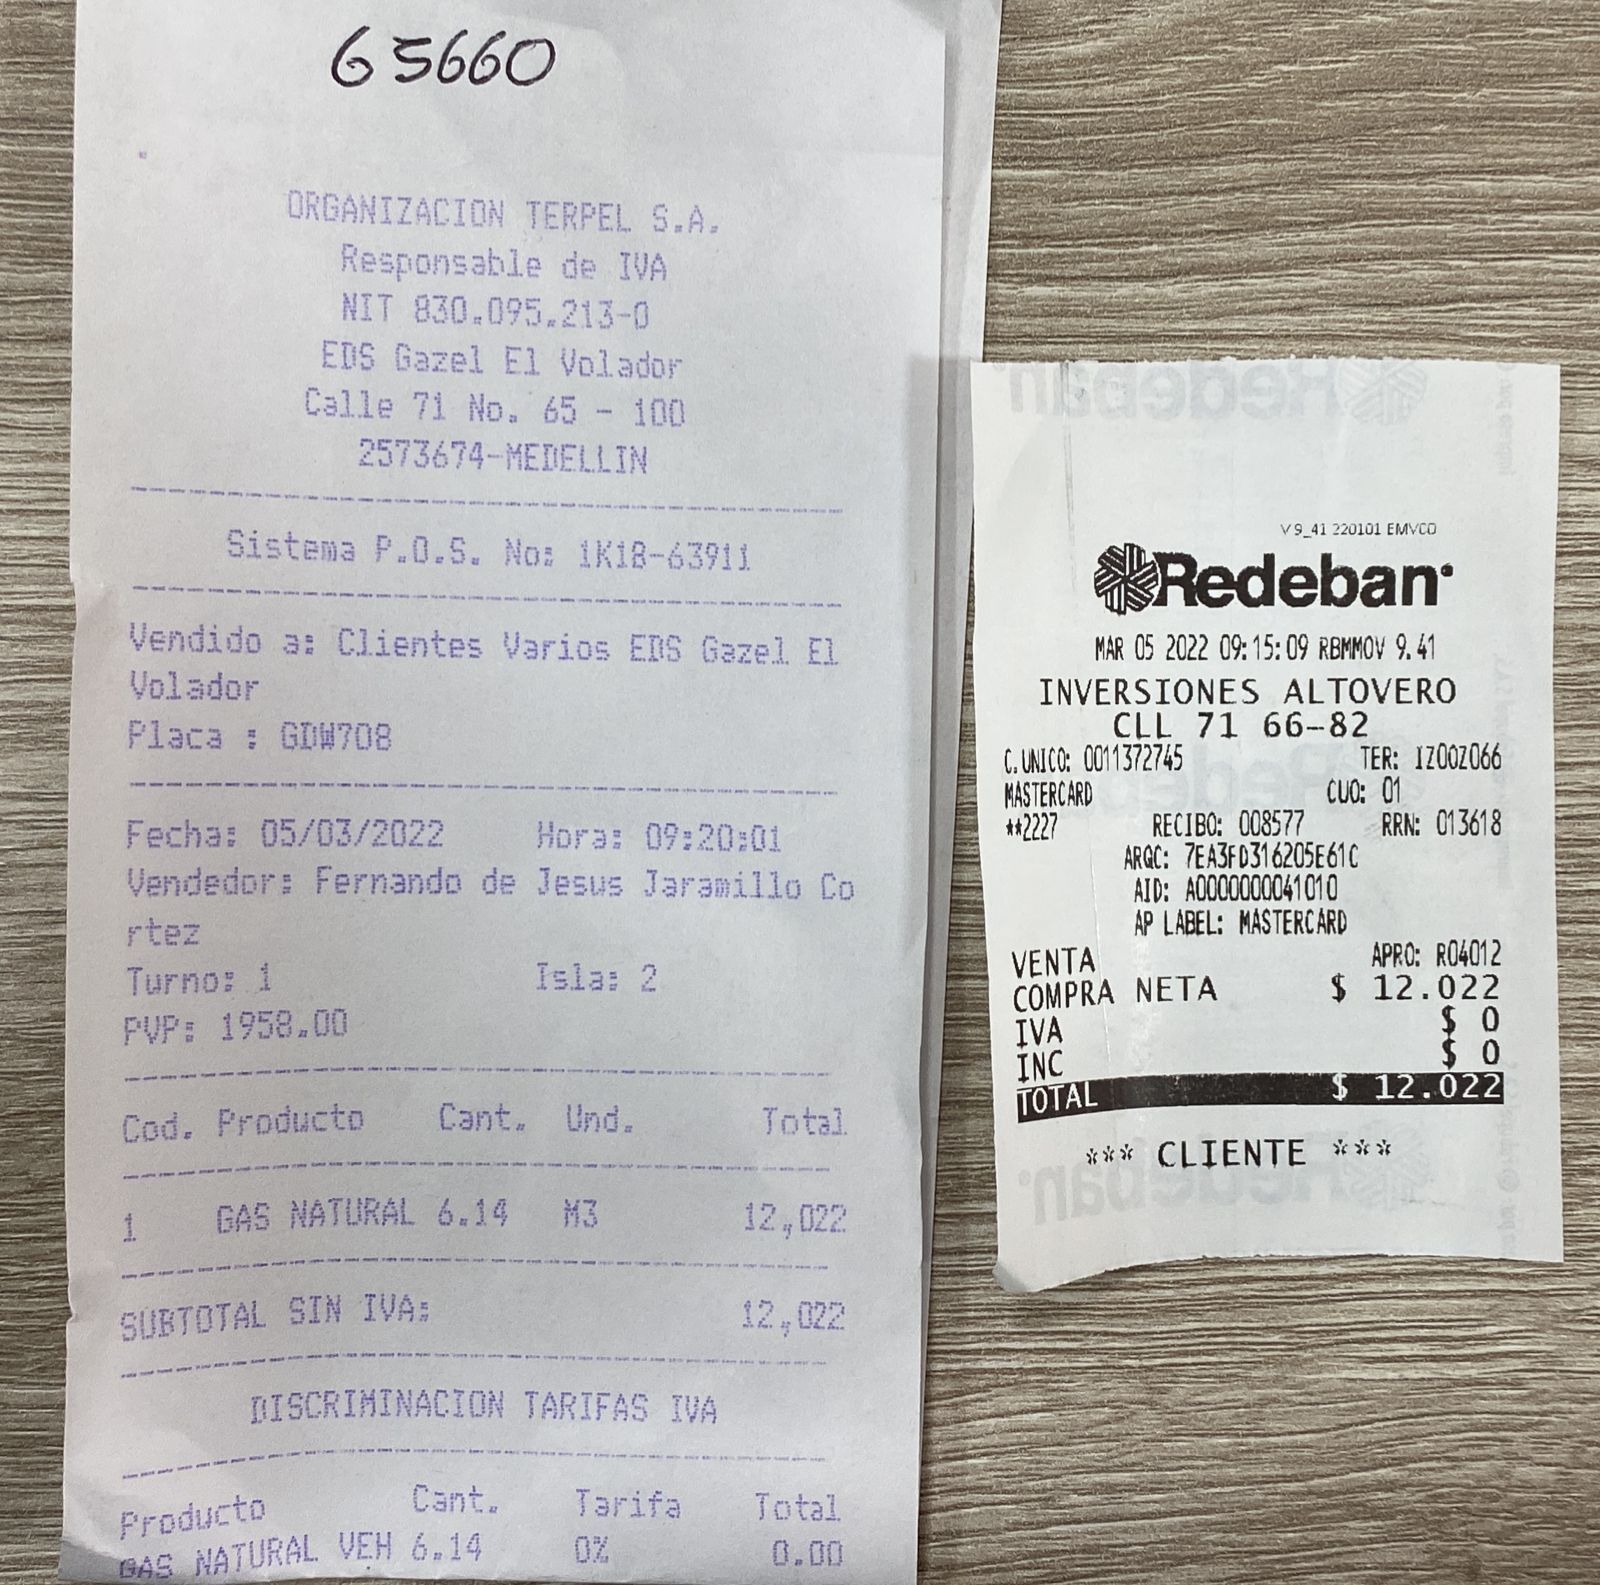 65660
ORGANIZACION TERPEL S.A.
Responsable de IVA
NIT 830.095.213-0
EDS Gazel El Volador
Calle 71 No. 65 - 100
2573674-MEDELLIN
Sistema P.O.S. No: 1K18-63911
Vendido a: Clientes Varios EDS Gazel El
Volador
Placa : GDW708
Fecha: 05/03/2022 Hora: 09:20:01
Vendedor: Fernando de Jesus Jaramillo Co
rtez
Turno: 1 Isla: 2
PVP: 1958.00
Cod. Producto Cant. Und. Total
1 GAS NATURAL 6.14 M3 12,022
SUBTOTAL SIN IVA: 12,022
DISCRIMINACION TARIFAS IVA
Producto Cant. Tarifa Total
GAS NATURAL VEH 6.14 0% 0.00
V 9_41 220101 EMVCO
Redeban
MAR 05 2022 09:15:09 RBMMOV 9.41
INVERSIONES ALTOVERO
CLL 71 66-82
C.UNICO: 0011372745 TER: IZ00Z066
MASTERCARD CUO: 01
**2227 RECIBO: 008577 RRN: 013618
ARQC: 7EA3FD316205E61C
AID: A0000000041010
AP LABEL: MASTERCARD
VENTA APRO: R04012
COMPRA NETA $ 12.022
IVA $ 0
INC $ 0
TOTAL $ 12.022
*** CLIENTE ***